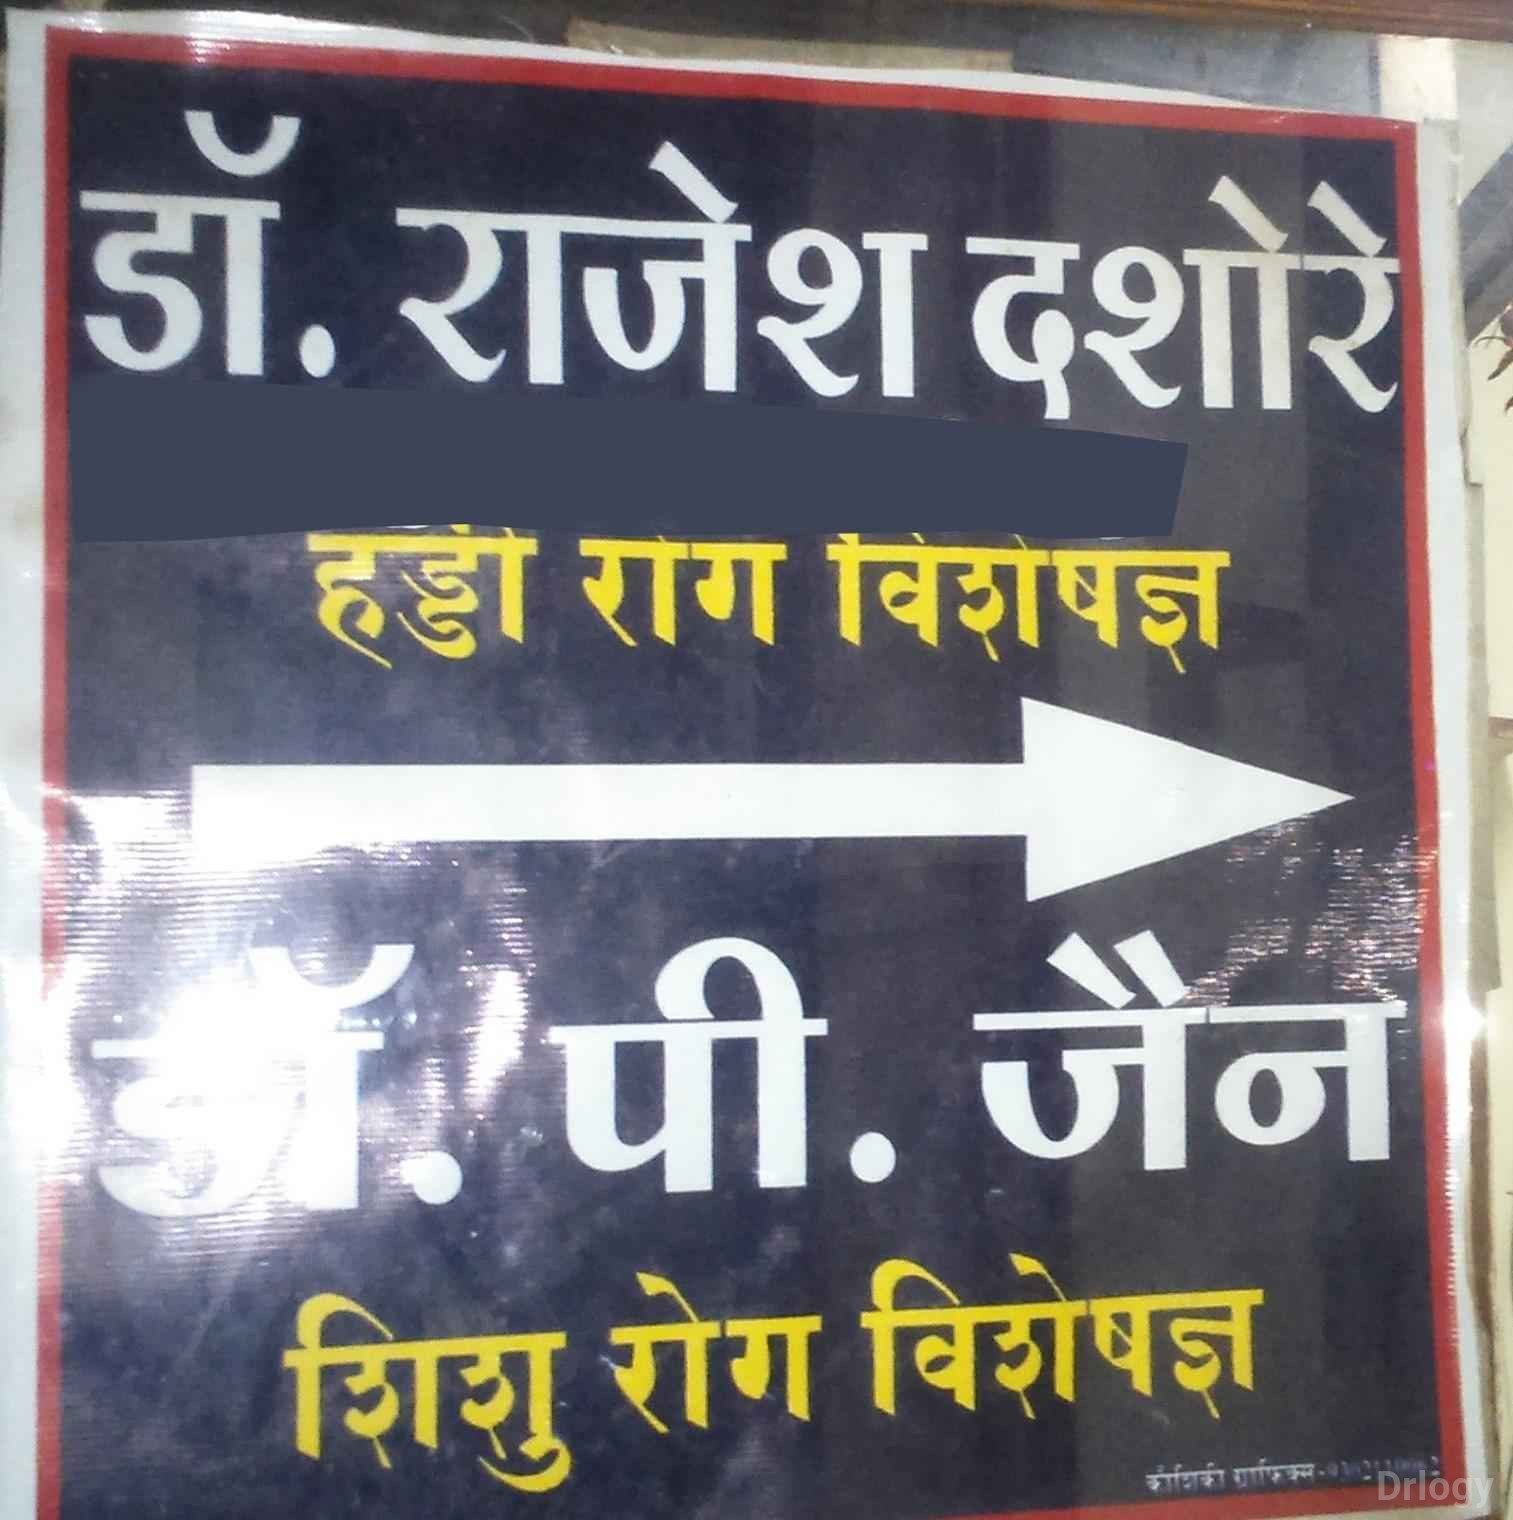 डॉ. राजेश दशोरे
हड्डी रोग विशेषज्ञ
डॉ. पी. जैन
शिशु रोग विशेषज्ञ
कौशिकी ग्राफिक्स
Drlogy